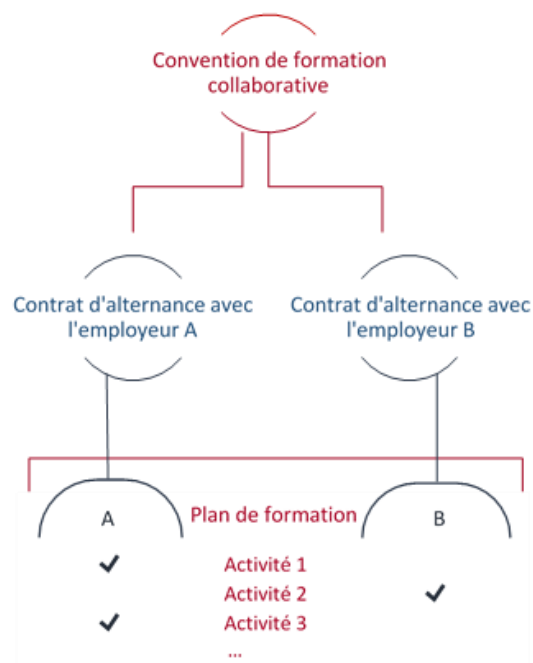 Convention de formation
collaborative
Contrat d'alternance avec
l'employeur A
Contrat d'alternance avec
l'employeur B
A
Plan de formation
B
Activité 1
Activité 2
Activité 3
...